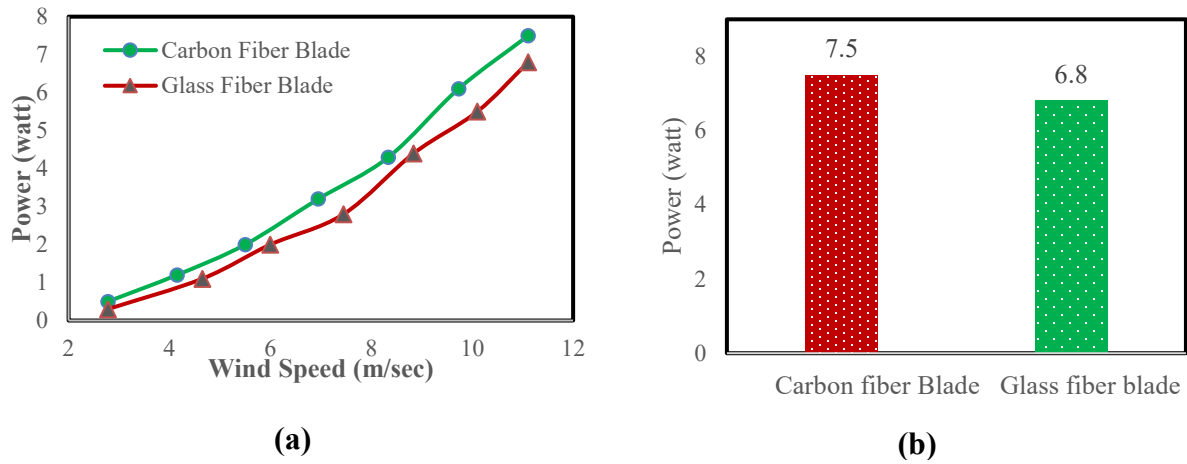 8
7
6
5
4
3
2
1
0
Power (watt)
Carbon Fiber Blade
Glass Fiber Blade
2 4 6 8 10 12
Wind Speed (m/sec)
(a)
8
6
4
2
0
Power (watt)
7.5
6.8
Carbon fiber Blade Glass fiber blade
(b)